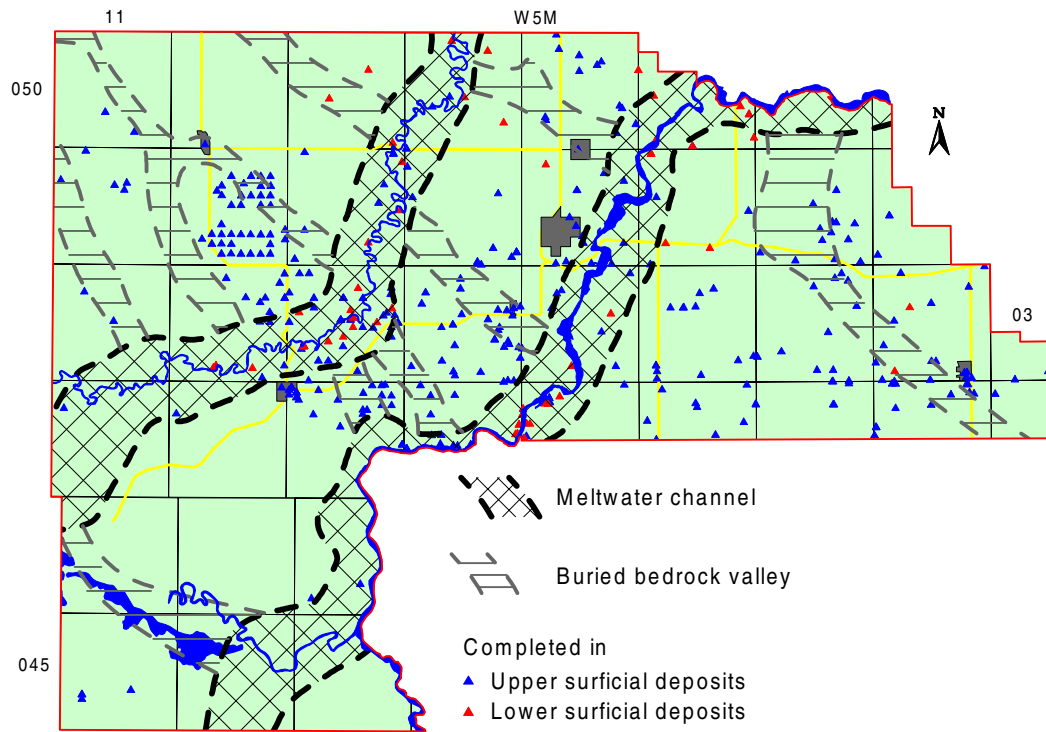 11
W5M
050
N
03
Meltwater channel
Buried bedrock valley
045
Completed in
Upper surficial deposits
Lower surficial deposits